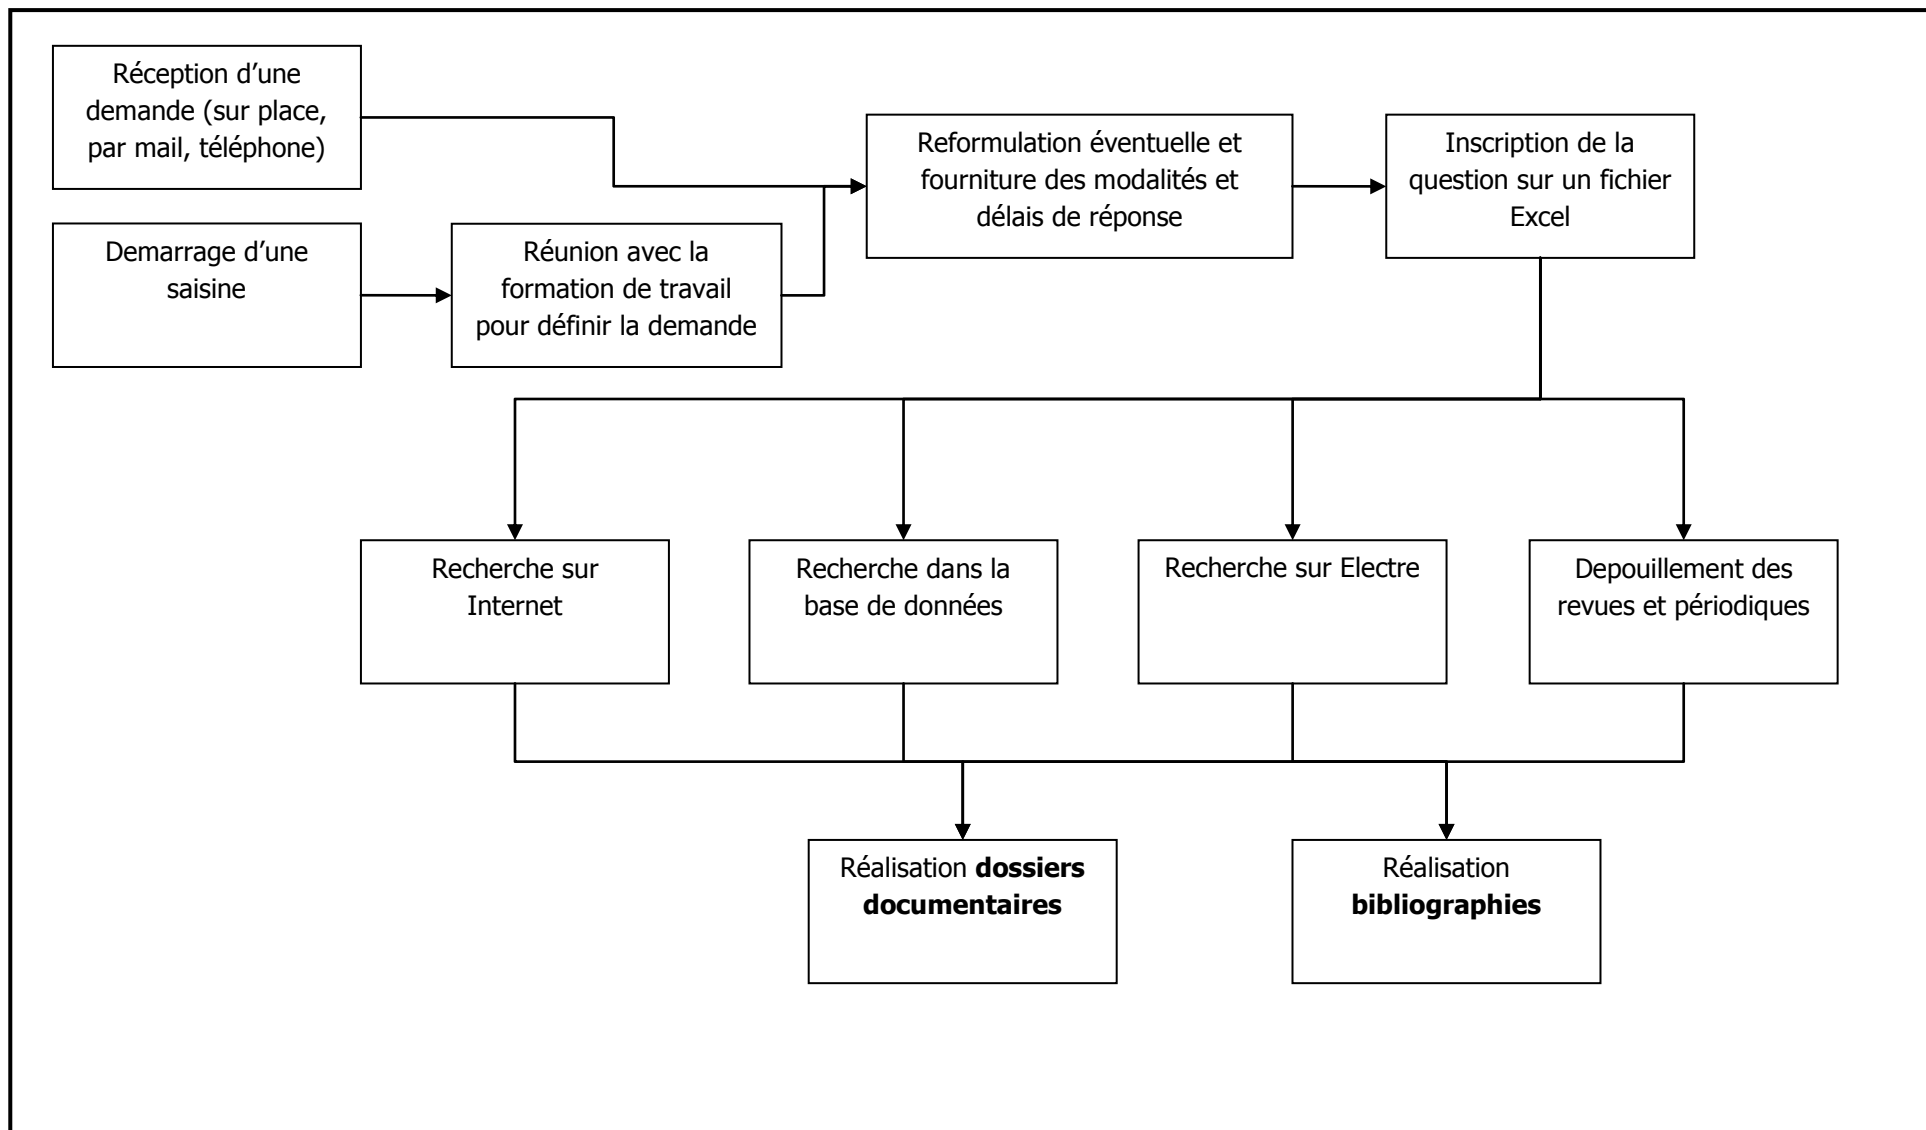 Réception d’une
demande (sur place,
par mail, téléphone)
Demarrage d’une
saisine
Réunion avec la
formation de travail
pour définir la demande
Reformulation éventuelle et
fourniture des modalités et
délais de réponse
Inscription de la
question sur un fichier
Excel
Recherche sur
Internet
Recherche dans la
base de données
Recherche sur Electre
Depouillement des
revues et périodiques
Réalisation dossiers
documentaires
Réalisation
bibliographies